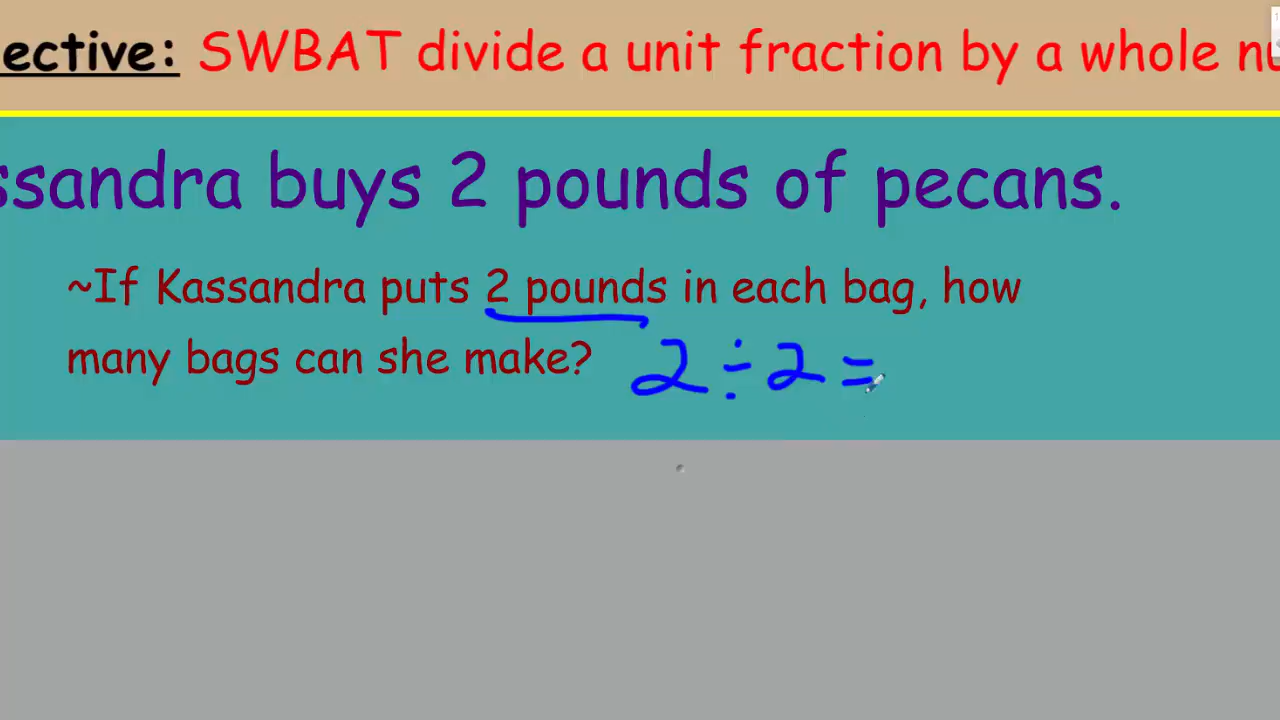 ective: SWBAT divide a unit fraction by a whole nu
ssandra buys 2 pounds of pecans.
~If Kassandra puts 2 pounds in each bag, how
many bags can she make? 2 ÷ 2 =